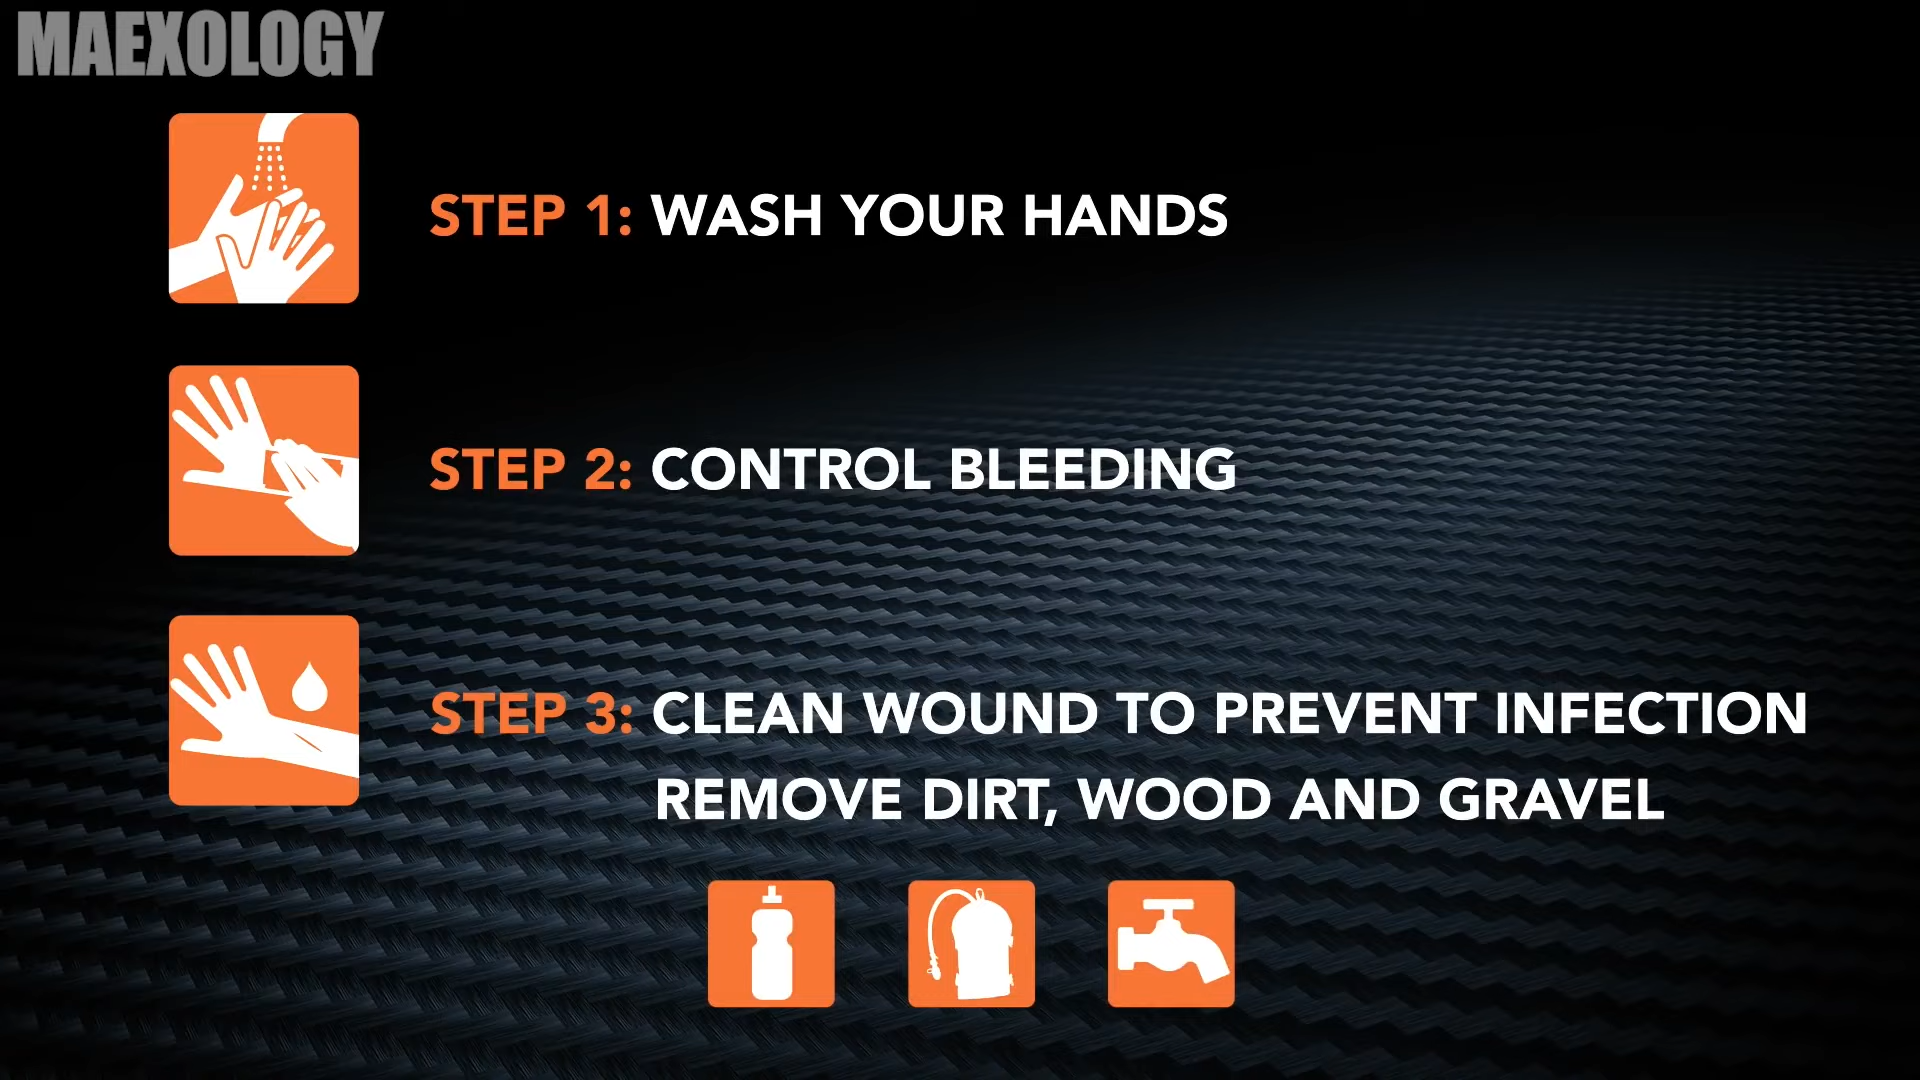 MAEXOLOGY
STEP 1: WASH YOUR HANDS
STEP 2: CONTROL BLEEDING
STEP 3: CLEAN WOUND TO PREVENT INFECTION
REMOVE DIRT, WOOD AND GRAVEL